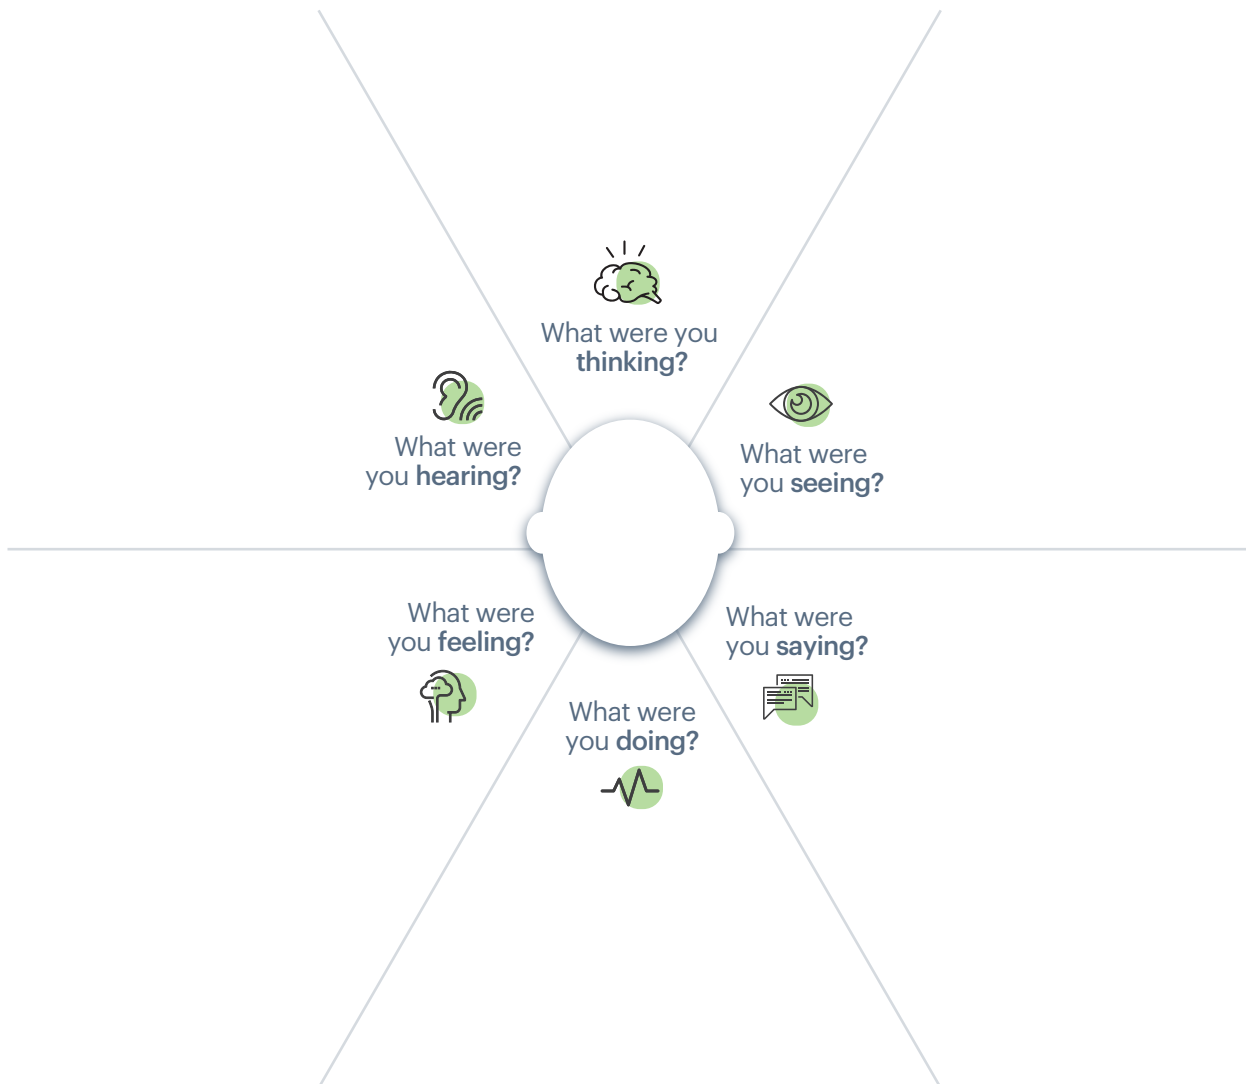 What were you
thinking?
What were
you hearing?
What were
you seeing?
What were
you feeling?
What were
you saying?
What were
you doing?